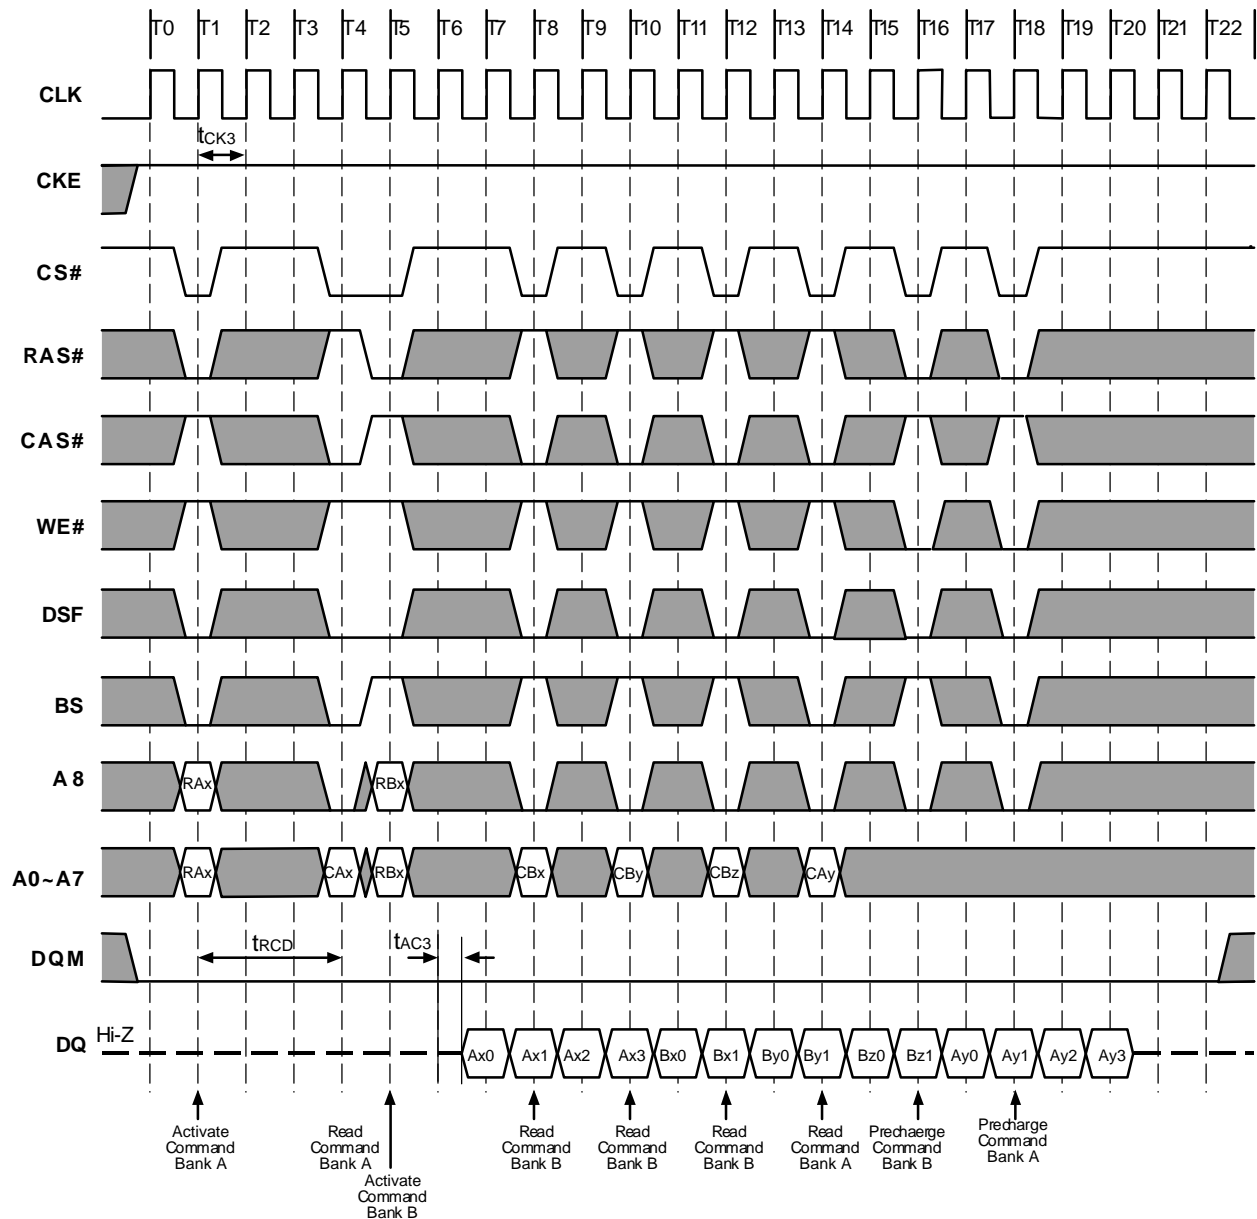 T0 T1 T2 T3 T4 T5 T6 T7 T8 T9 T10 T11 T12 T13 T14 T15 T16 T17 T18 T19 T20 T21 T22
CLK
tCK3
CKE
CS#
RAS#
CAS#
WE#
DSF
BS
A8
RAx RBx
A0~A7
RAx CAx RBx CBx CBy CBz CAy
DQM
tRCD tAC3
Hi-Z
DQ
Ax0 Ax1 Ax2 Ax3 Bx0 Bx1 By0 By1 Bz0 Bz1 Ay0 Ay1 Ay2 Ay3
Activate
Command
Bank A
Read
Command
Bank A
Activate
Command
Bank B
Read
Command
Bank B
Read
Command
Bank B
Read
Command
Bank B
Read
Command
Bank A
Prechaerge
Command
Bank B
Precharge
Command
Bank A